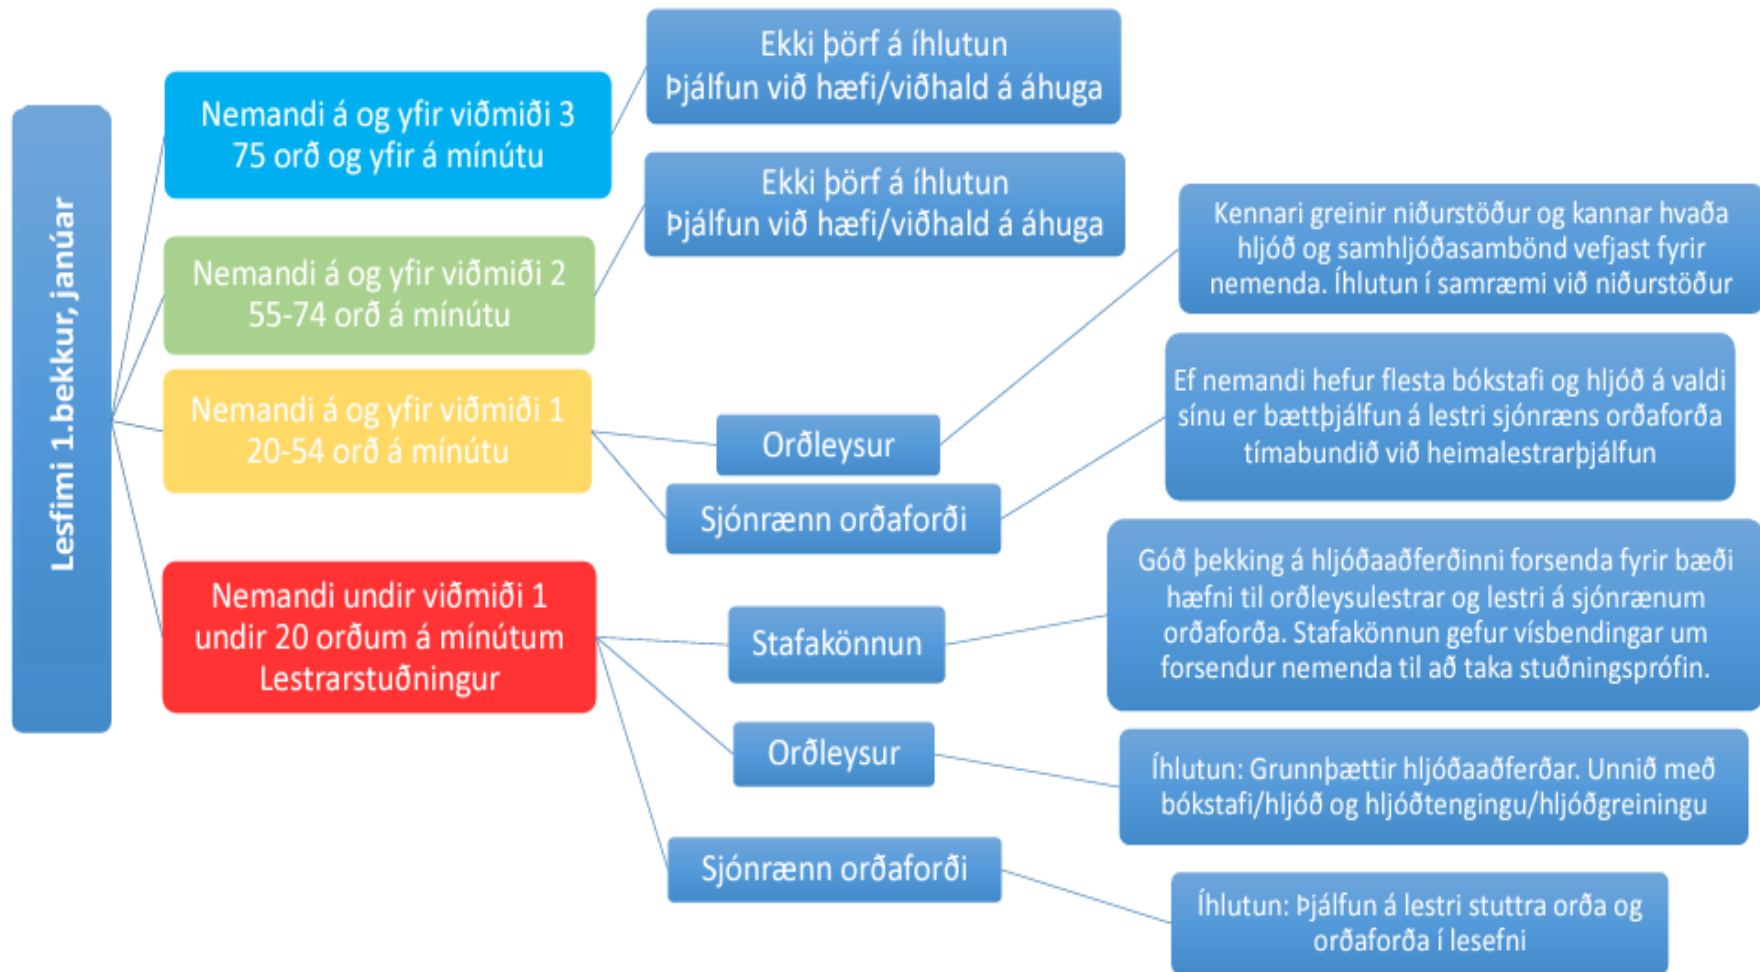 Lesfimi 1.bekkur, janúar
Nemandi á og yfir viðmiði 3
75 orð og yfir á mínútu
Ekki þörf á íhlutun
Þjálfun við hæfi/viðhald á áhuga
Nemandi á og yfir viðmiði 2
55-74 orð á mínútu
Ekki þörf á íhlutun
Þjálfun við hæfi/viðhald á áhuga
Nemandi á og yfir viðmiði 1
20-54 orð á mínútu
Orðleysur
Kennari greinir niðurstöður og kannar hvaða
hljóð og samhljóðasambönd vefjast fyrir
nemenda. Íhlutun í samræmi við niðurstöður
Sjónrænn orðaforði
Ef nemandi hefur flesta bókstafi og hljóð á valdi
sínu er bættþjálfun á lestri sjónræns orðaforða
tímabundið við heimalestrarþjálfun
Nemandi undir viðmiði 1
undir 20 orðum á mínútum
Lestrarstuðningur
Stafakönnun
Góð þekking á hljóðaaðferðinni forsenda fyrir bæði
hæfni til orðleysulestrar og lestri á sjónrænum
orðaforða. Stafakönnun gefur vísbendingar um
forsendur nemenda til að taka stuðningsprófin.
Orðleysur
Íhlutun: Grunnþættir hljóðaaðferðar. Unnið með
bókstafi/hljóð og hljóðtengingu/hljóðgreiningu
Sjónrænn orðaforði
Íhlutun: Þjálfun á lestri stuttra orða og
orðaforða í lesefni